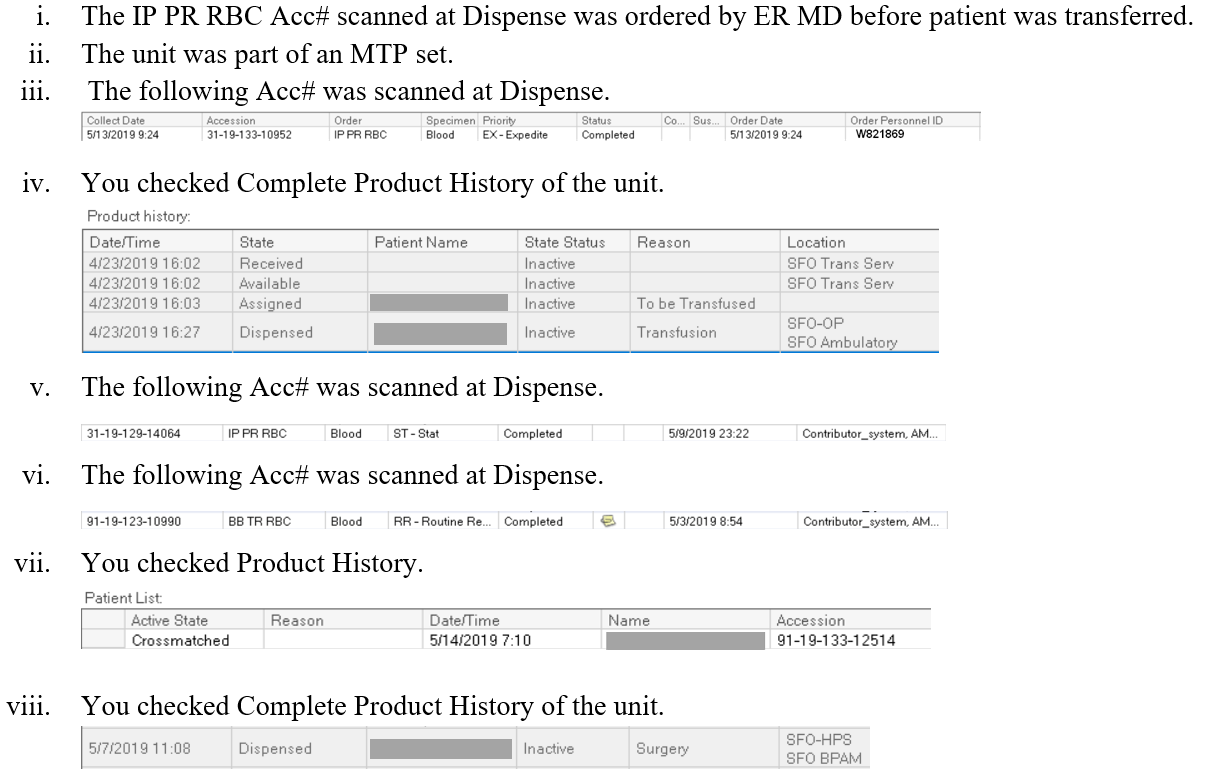 i. The IP PR RBC Acc# scanned at Dispense was ordered by ER MD before patient was transferred.
ii. The unit was part of an MTP set.
iii. The following Acc# was scanned at Dispense.
Collect Date Accession Order Specimen Priority Status Co... Sus... Order Date Order Personnel ID
5/13/2019 9:24 31-19-133-10952 IP PR RBC Blood EX - Expedite Completed 5/13/2019 9:24 W821869
iv. You checked Complete Product History of the unit.
Product history:
Date/Time State Patient Name State Status Reason Location
4/23/2019 16:02 Received Inactive SFO Trans Serv
4/23/2019 16:02 Available Inactive SFO Trans Serv
4/23/2019 16:03 Assigned Inactive To be Transfused
4/23/2019 16:27 Dispensed Inactive Transfusion SFO-OP
SFO Ambulatory
v. The following Acc# was scanned at Dispense.
31-19-129-14064 IP PR RBC Blood ST - Stat Completed 5/9/2019 23:22 Contributor_system, AM...
vi. The following Acc# was scanned at Dispense.
91-19-123-10990 BB TR RBC Blood RR - Routine Re... Completed 5/3/2019 8:54 Contributor_system, AM...
vii. You checked Product History.
Patient List:
Active State Reason Date/Time Name Accession
Crossmatched 5/14/2019 7:10 91-19-133-12514
viii. You checked Complete Product History of the unit.
5/7/2019 11:08 Dispensed Inactive Surgery SFO-HPS
SFO BPAM